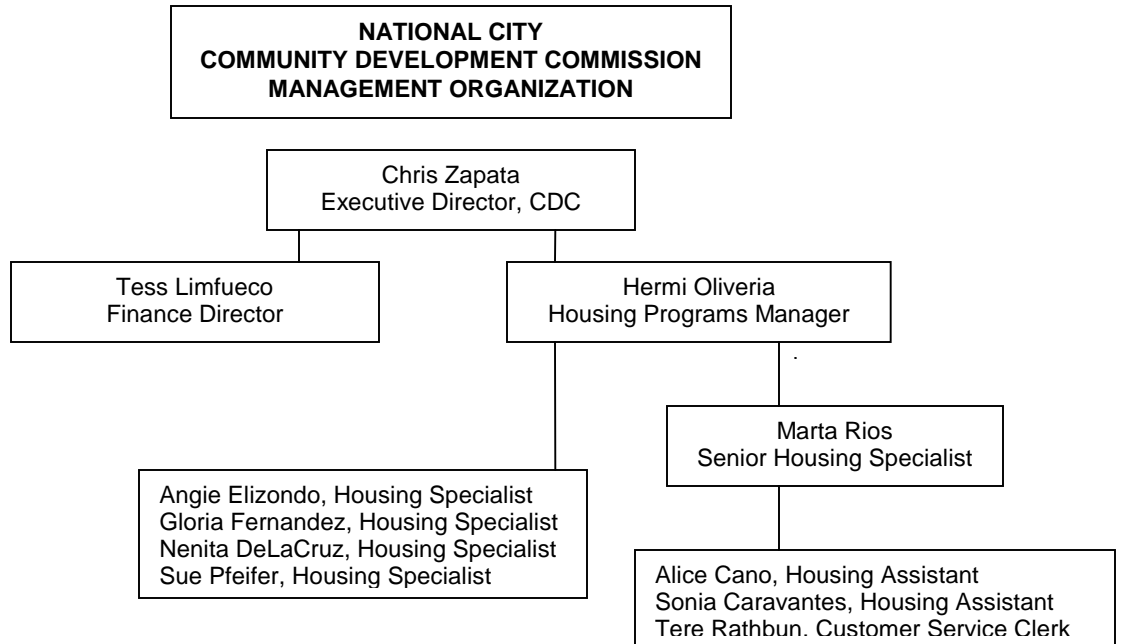 NATIONAL CITY
COMMUNITY DEVELOPMENT COMMISSION
MANAGEMENT ORGANIZATION
Chris Zapata
Executive Director, CDC
Tess Limfueco
Finance Director
Hermi Oliveria
Housing Programs Manager
.
Marta Rios
Senior Housing Specialist
Angie Elizondo, Housing Specialist
Gloria Fernandez, Housing Specialist
Nenita DeLaCruz, Housing Specialist
Sue Pfeifer, Housing Specialist
Alice Cano, Housing Assistant
Sonia Caravantes, Housing Assistant
Tere Rathbun, Customer Service Clerk